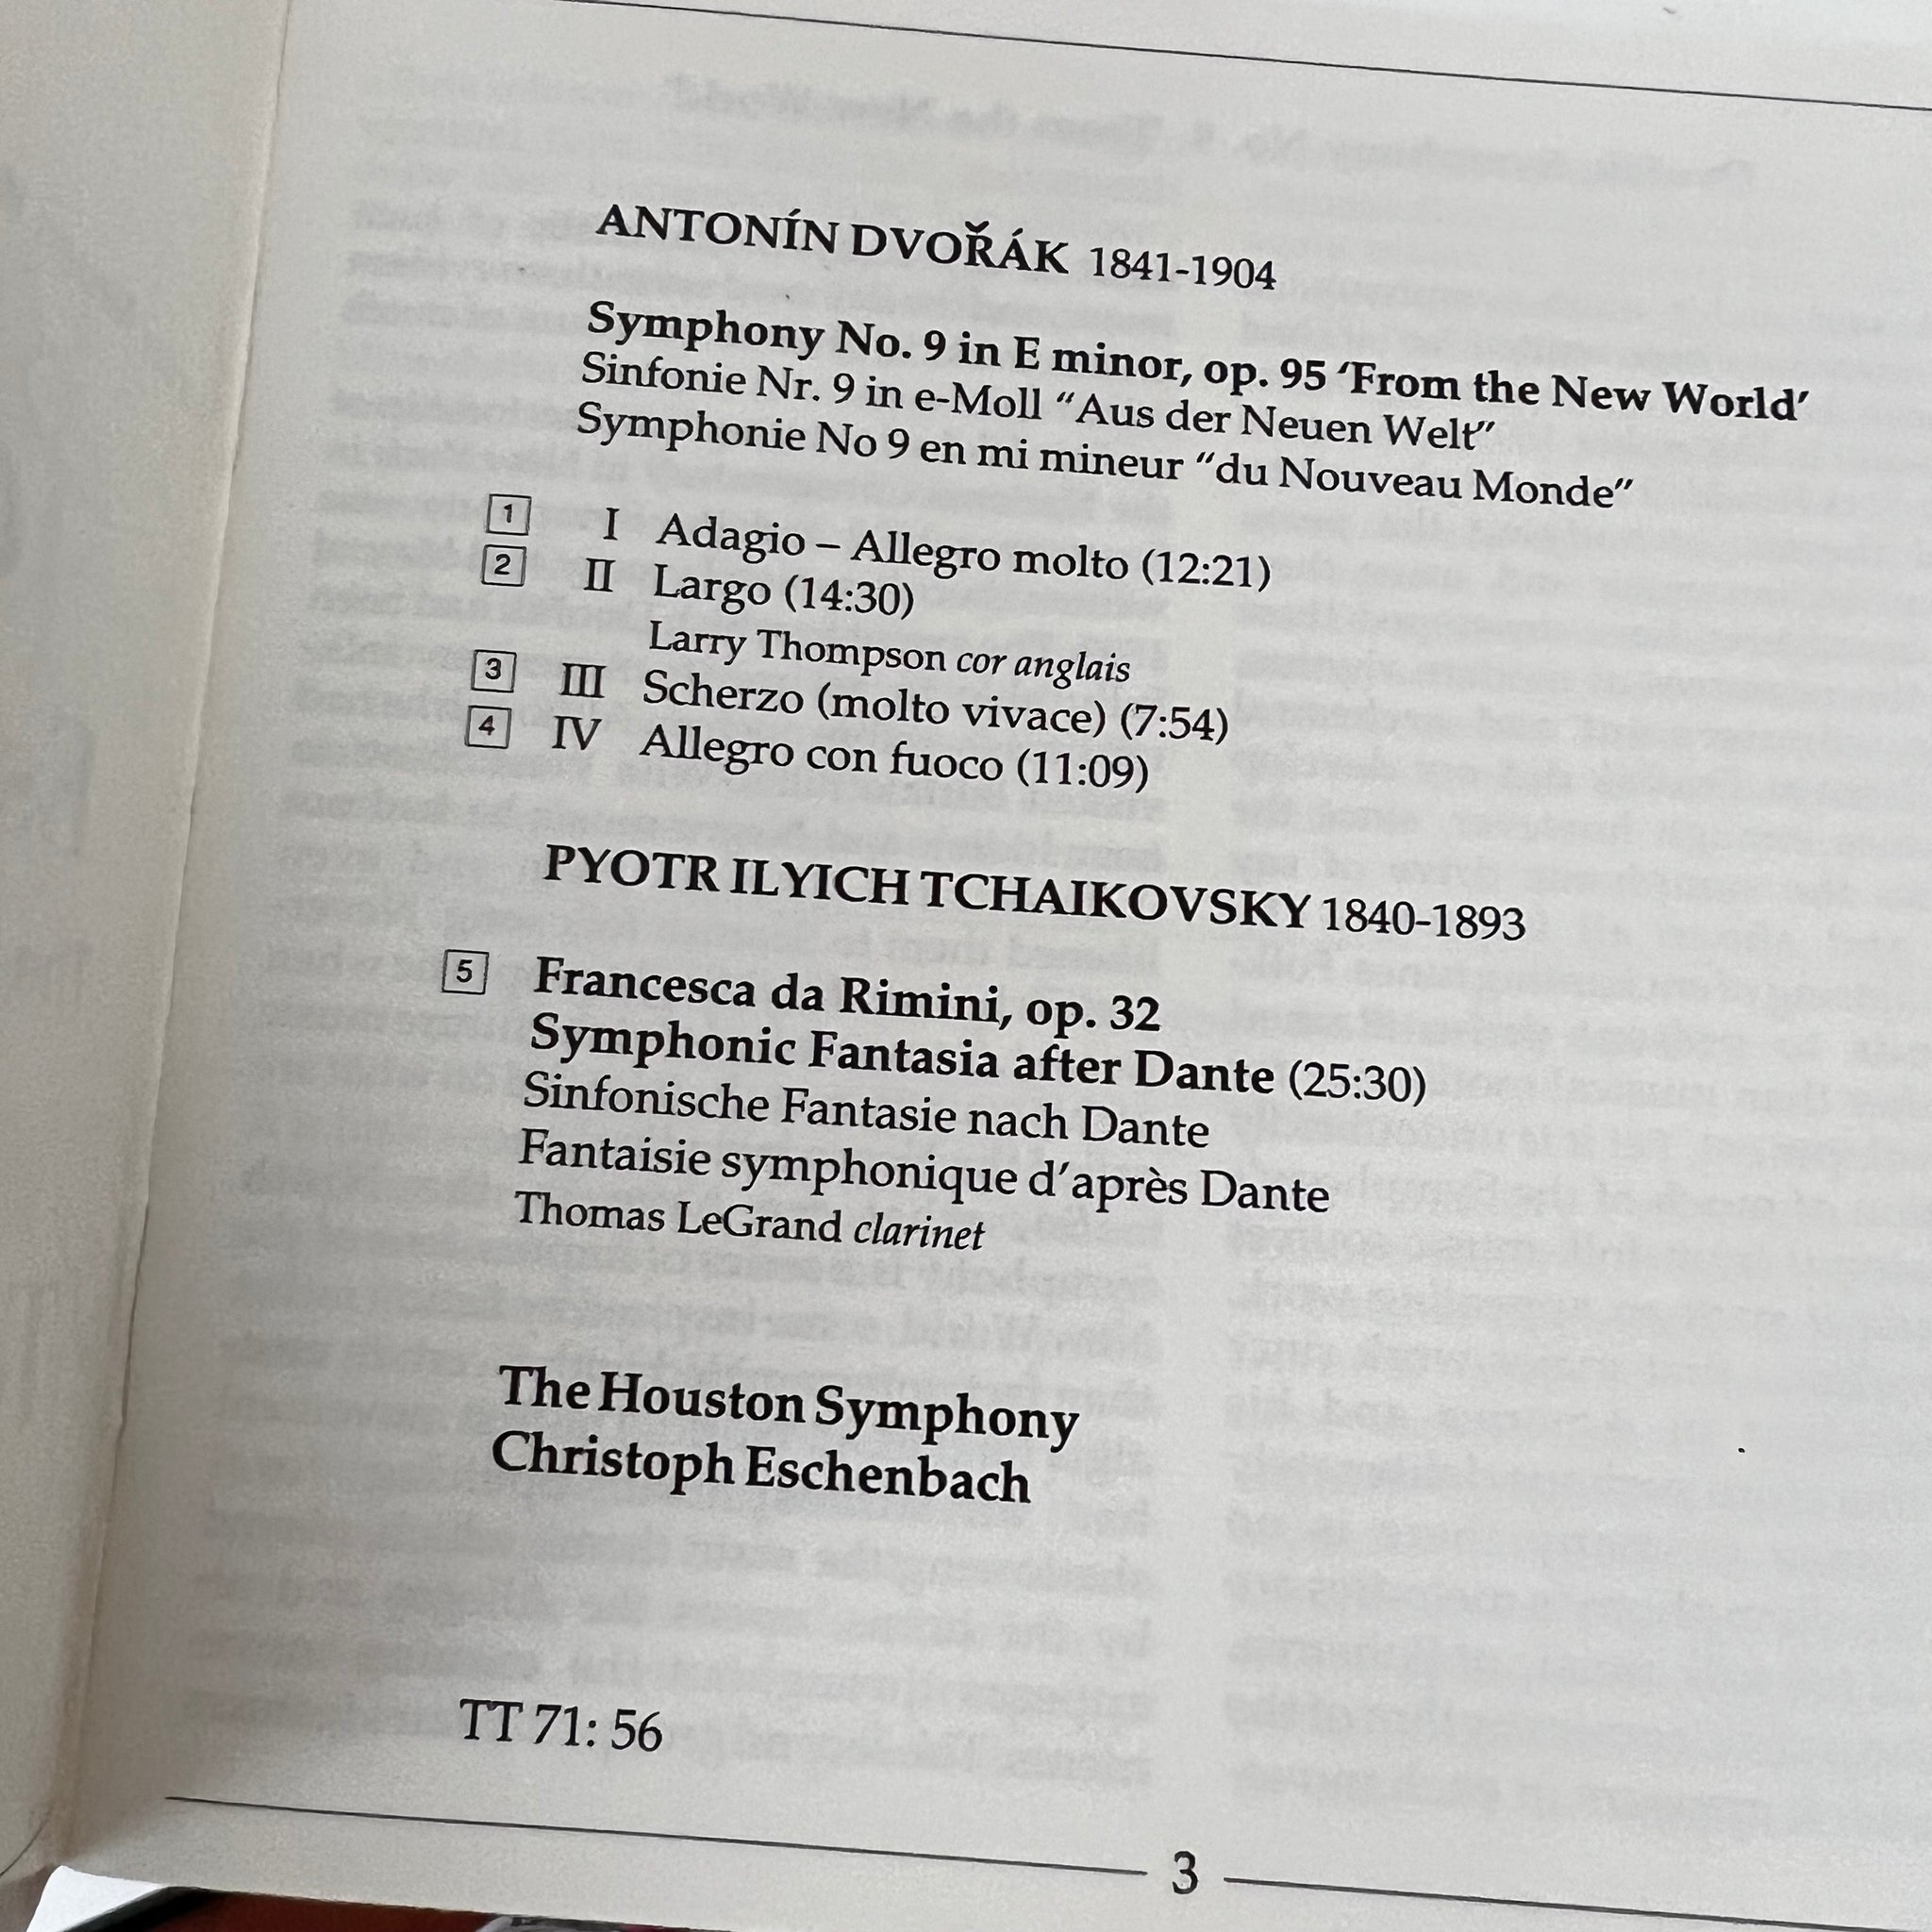 ANTONÍN DVOŘÁK 1841-1904
Symphony No. 9 in E minor, op. 95 ‘From the New World’
Sinfonie Nr. 9 in e-Moll “Aus der Neuen Welt”
Symphonie No 9 en mi mineur “du Nouveau Monde”
1 I Adagio – Allegro molto (12:21)
2 II Largo (14:30)
Larry Thompson cor anglais
3 III Scherzo (molto vivace) (7:54)
4 IV Allegro con fuoco (11:09)
PYOTR ILYICH TCHAIKOVSKY 1840-1893
5 Francesca da Rimini, op. 32
Symphonic Fantasia after Dante (25:30)
Sinfonische Fantasie nach Dante
Fantaisie symphonique d’après Dante
Thomas LeGrand clarinet
The Houston Symphony
Christoph Eschenbach
TT 71: 56
3